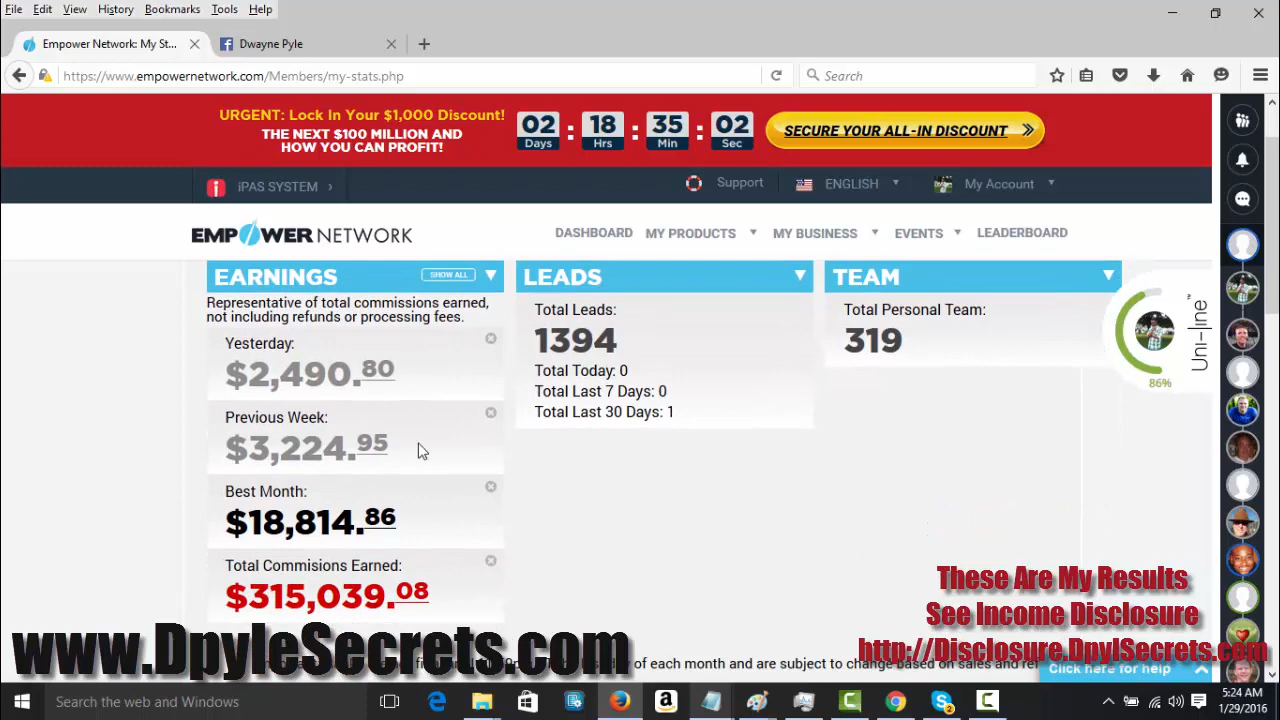 File Edit View History Bookmarks Tools Help
Empower Network: My St...
Dwayne Pyle
https://www.empowernetwork.com/Members/my-stats.php
Search
URGENT: Lock In Your $1,000 Discount!
THE NEXT $100 MILLION AND
HOW YOU CAN PROFIT!
02 : 18 : 35 : 02
Days Hrs Min Sec
SECURE YOUR ALL-IN DISCOUNT
iPAS SYSTEM
Support
ENGLISH
My Account
EMPOWER NETWORK
DASHBOARD MY PRODUCTS MY BUSINESS EVENTS LEADERBOARD
EARNINGS
SHOW ALL
Representative of total commissions earned,
not including refunds or processing fees.
Yesterday:
$2,490.80
Previous Week:
$3,224.95
Best Month:
$18,814.86
Total Commisions Earned:
$315,039.08
LEADS
Total Leads:
1394
Total Today: 0
Total Last 7 Days: 0
Total Last 30 Days: 1
TEAM
Total Personal Team:
319
Uni-line
86%
These Are My Results
See Income Disclosure
http://Disclosure.DpylSecrets.com
www.DpyleSecrets.com
day of each month and are subject to change based on sales and
Click here for help
Search the web and Windows
5:24 AM
1/29/2016